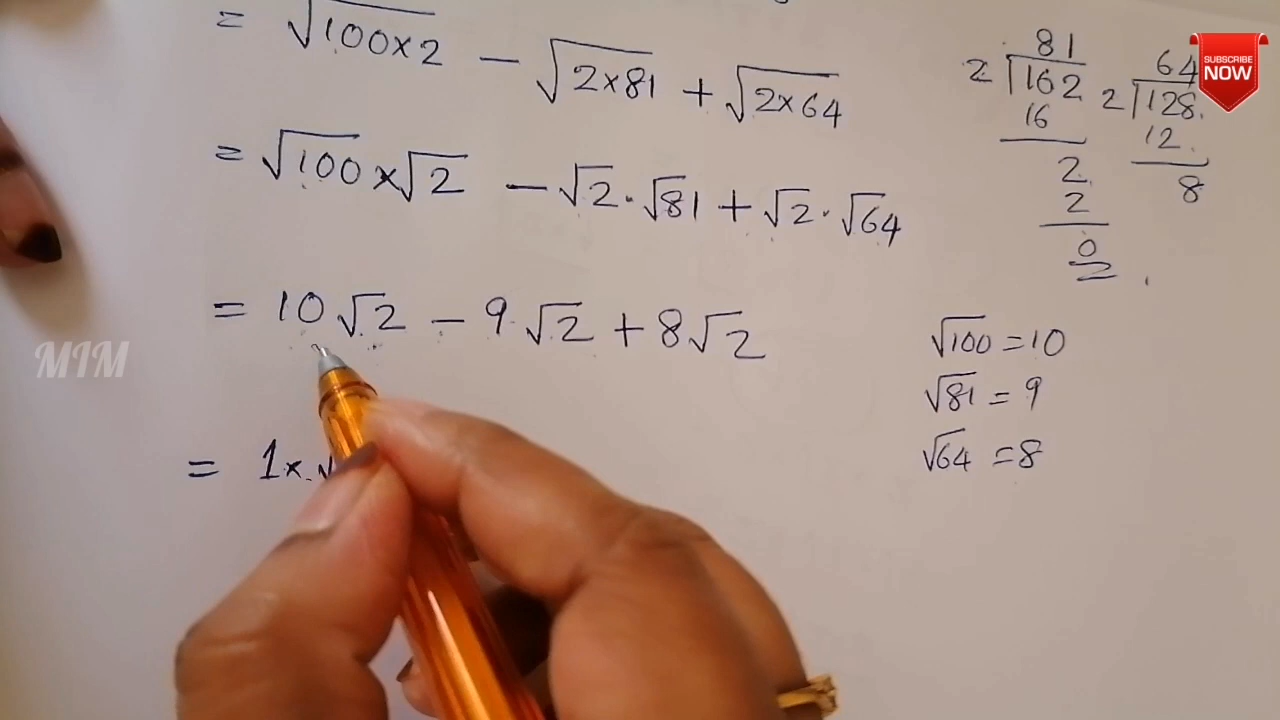 = √100×2 - √2×81 + √2×64
= √100 × √2 - √2 · √81 + √2 · √64
= 10√2 - 9√2 + 8√2
= 1×√
81
2 162
16
2
2
0
64
2 128
12
8
√100 = 10
√81 = 9
√64 = 8
SUBSCRIBE
NOW
MIM